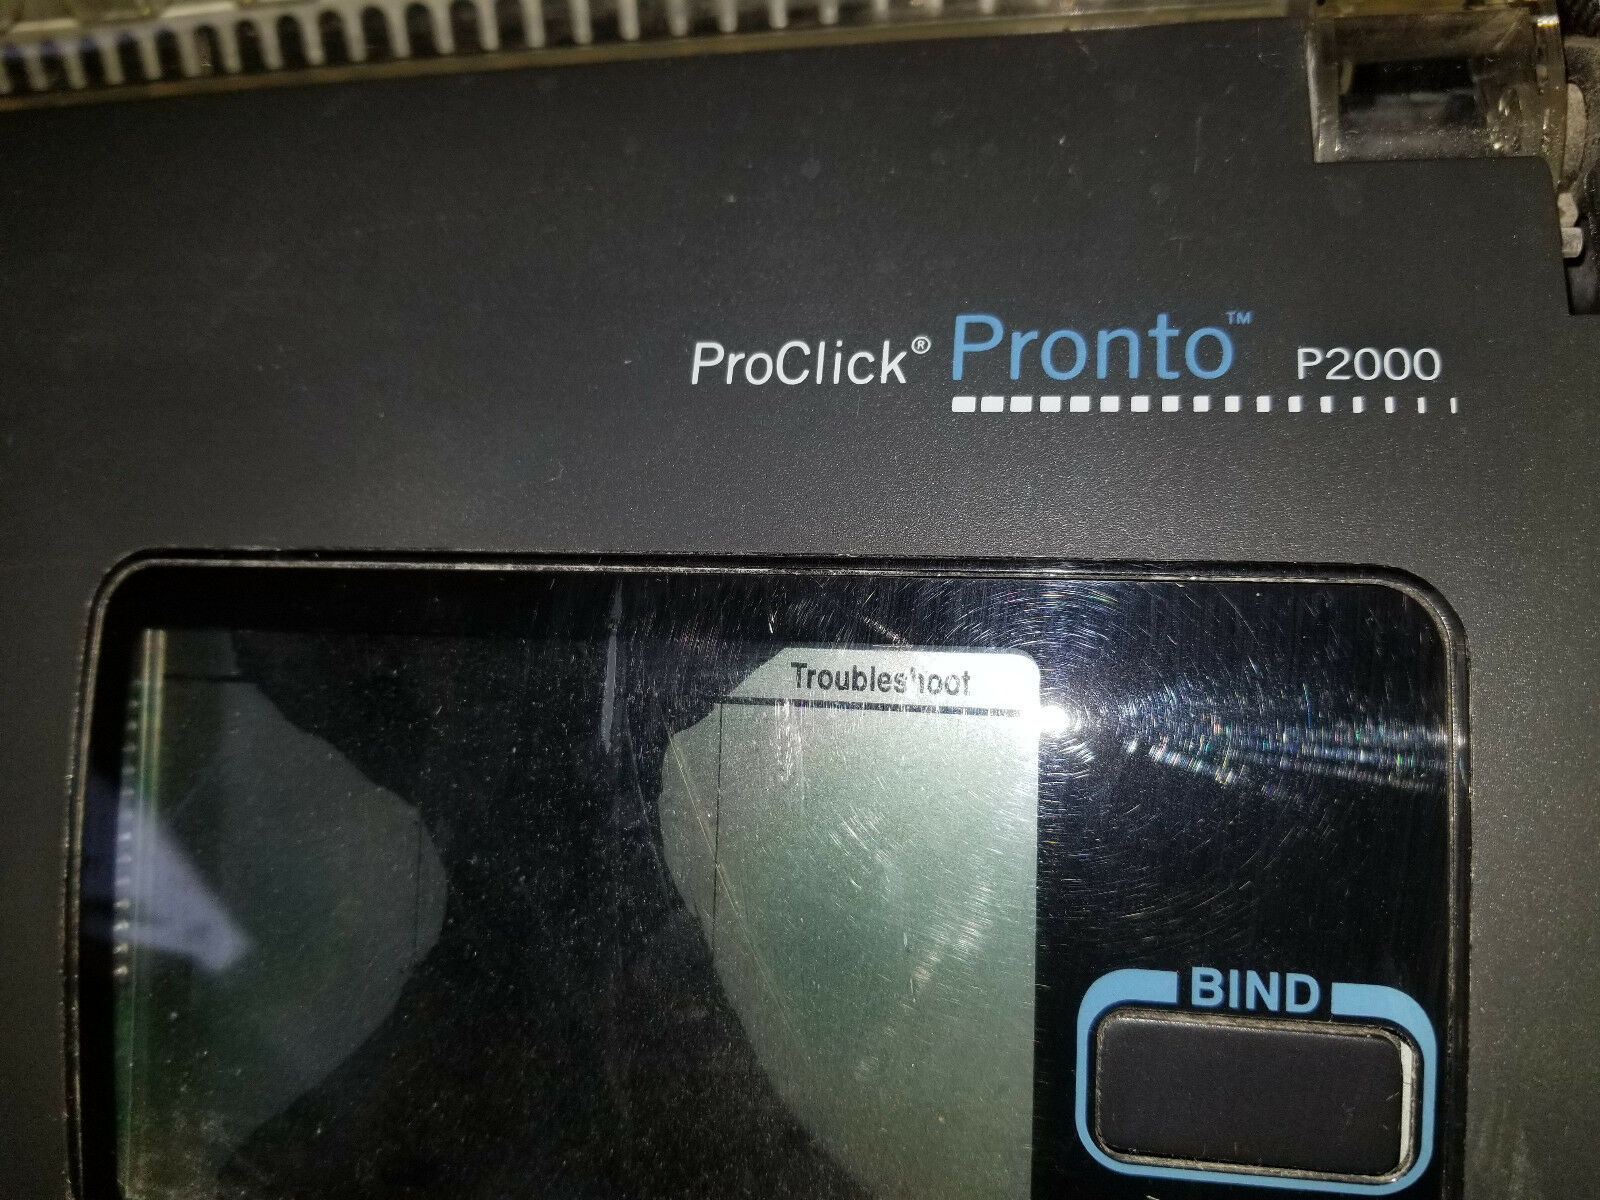 ProClick® Pronto™ P2000
Troubleshoot
BIND